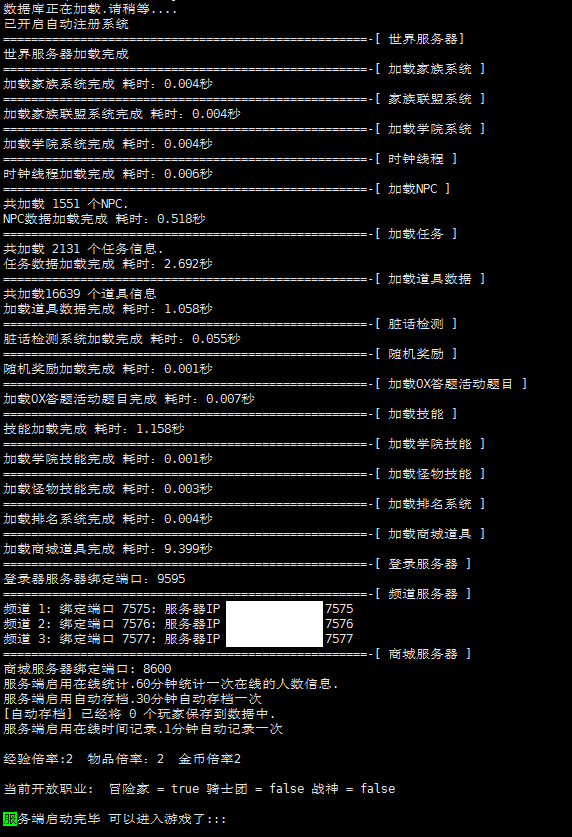 数据库正在加载.请稍等....
已开启自动注册系统
====================================================-[ 世界服务器]
世界服务器加载完成
====================================================-[ 加载家族系统 ]
加载家族系统完成 耗时：0.004秒
====================================================-[ 家族联盟系统 ]
加载家族联盟系统完成 耗时：0.004秒
====================================================-[ 加载学院系统 ]
加载学院系统完成 耗时：0.004秒
====================================================-[ 时钟线程 ]
时钟线程加载完成 耗时：0.006秒
====================================================-[ 加载NPC ]
共加载 1551 个NPC.
NPC数据加载完成 耗时：0.518秒
====================================================-[ 加载任务 ]
共加载 2131 个任务信息.
任务数据加载完成 耗时：2.692秒
====================================================-[ 加载道具数据 ]
共加载16639 个道具信息
加载道具数据完成 耗时：1.058秒
====================================================-[ 脏话检测 ]
脏话检测系统加载完成 耗时：0.055秒
====================================================-[ 随机奖励 ]
随机奖励加载完成 耗时：0.001秒
====================================================-[ 加载OX答题活动题目 ]
加载OX答题活动题目完成 耗时：0.007秒
====================================================-[ 加载技能 ]
技能加载完成 耗时：1.158秒
====================================================-[ 加载学院技能 ]
加载学院技能完成 耗时：0.001秒
====================================================-[ 加载怪物技能 ]
加载怪物技能完成 耗时：0.003秒
====================================================-[ 加载排名系统 ]
加载排名系统完成 耗时：0.004秒
====================================================-[ 加载商城道具 ]
加载商城道具完成 耗时：9.399秒
====================================================-[ 登录服务器 ]
登录器服务器绑定端口：9595
====================================================-[ 频道服务器 ]
频道 1: 绑定端口 7575: 服务器IP 7575
频道 2: 绑定端口 7576: 服务器IP 7576
频道 3: 绑定端口 7577: 服务器IP 7577
====================================================-[ 商城服务器 ]
商城服务器绑定端口: 8600
服务端启用在线统计.60分钟统计一次在线的人数信息.
服务端启用自动存档.30分钟自动存档一次
[自动存档] 已经将 0 个玩家保存到数据中.
服务端启用在线时间记录.1分钟自动记录一次
经验倍率:2 物品倍率：2 金币倍率2
当前开放职业: 冒险家 = true 骑士团 = false 战神 = false
服务端启动完毕 可以进入游戏了:::